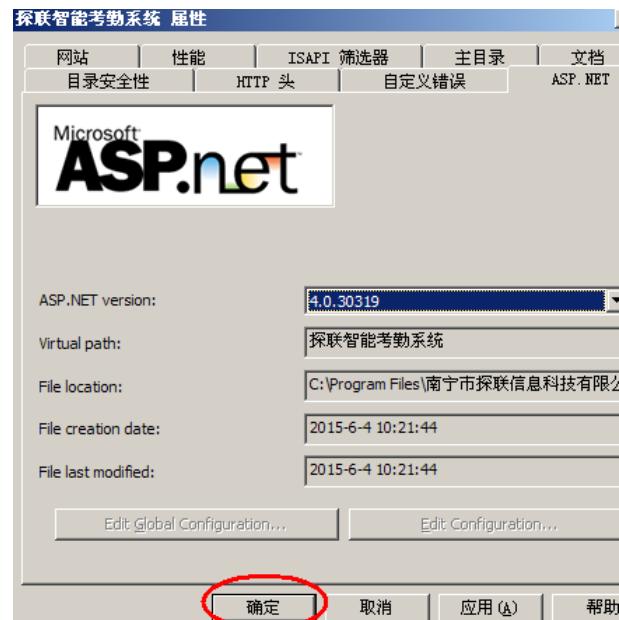 探联智能考勤系统 属性
网站 性能 ISAPI 筛选器 主目录 文档
目录安全性 HTTP 头 自定义错误 ASP.NET
Microsoft
ASP.net
ASP.NET version: 4.0.30319
Virtual path: 探联智能考勤系统
File location: C:\Program Files\南宁市探联信息科技有限
File creation date: 2015-6-4 10:21:44
File last modified: 2015-6-4 10:21:44
Edit Global Configuration... Edit Configuration...
确定 取消 应用(A) 帮助